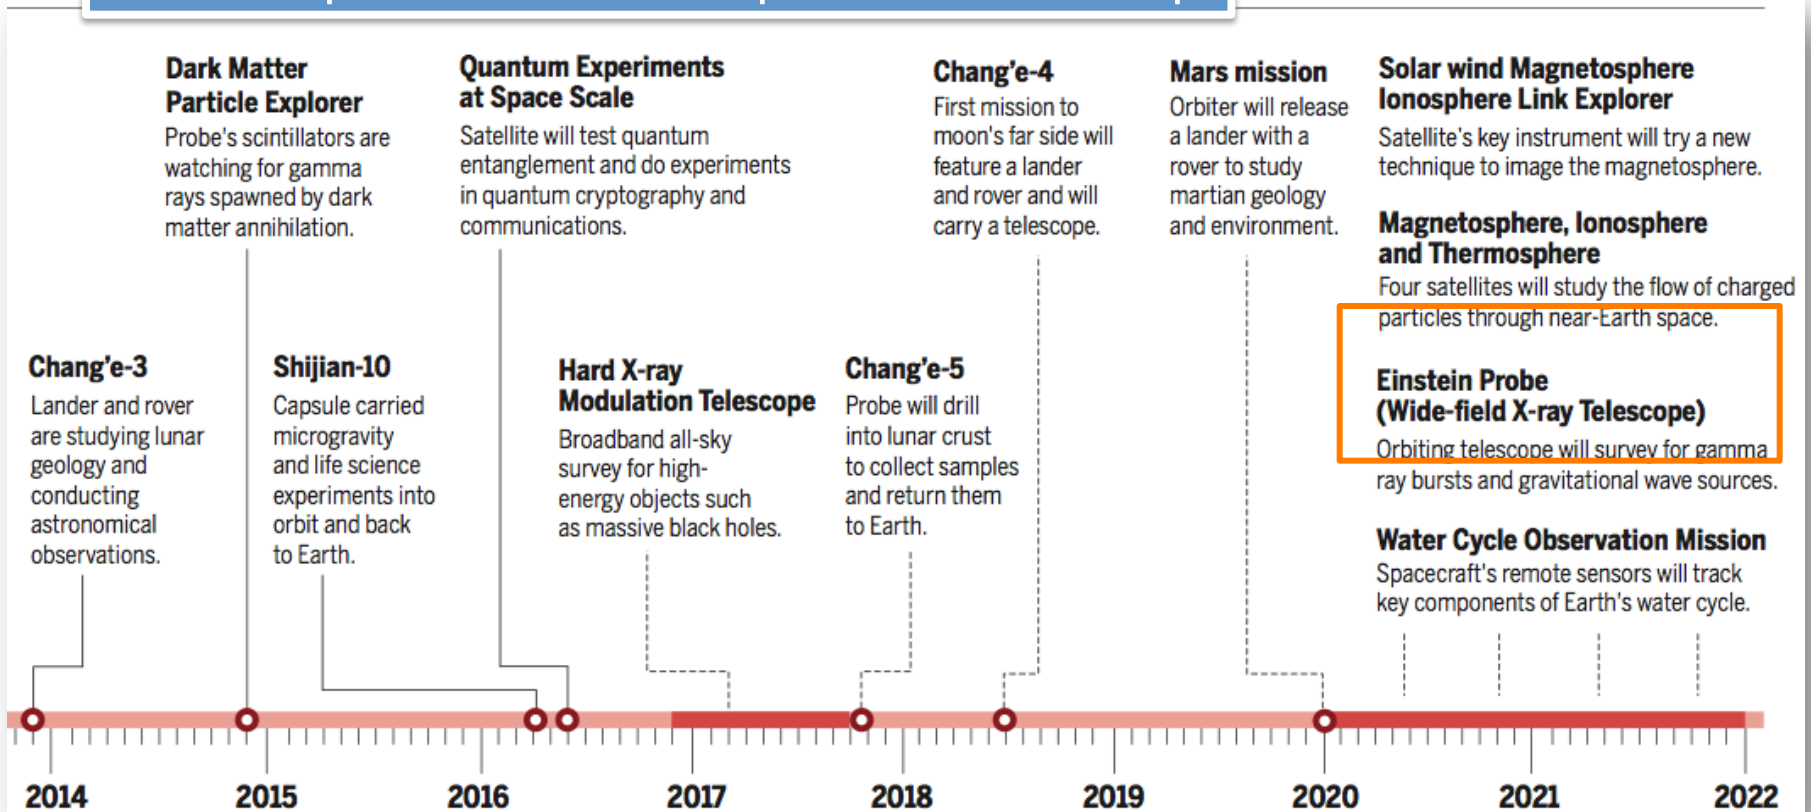 Dark Matter
Particle Explorer
Probe's scintillators are
watching for gamma
rays spawned by dark
matter annihilation.
Quantum Experiments
at Space Scale
Satellite will test quantum
entanglement and do experiments
in quantum cryptography and
communications.
Chang'e-4
First mission to
moon's far side will
feature a lander
and rover and will
carry a telescope.
Mars mission
Orbiter will release
a lander with a
rover to study
martian geology
and environment.
Solar wind Magnetosphere
Ionosphere Link Explorer
Satellite's key instrument will try a new
technique to image the magnetosphere.
Magnetosphere, Ionosphere
and Thermosphere
Four satellites will study the flow of charged
particles through near-Earth space.
Chang'e-3
Lander and rover
are studying lunar
geology and
conducting
astronomical
observations.
Shijian-10
Capsule carried
microgravity
and life science
experiments into
orbit and back
to Earth.
Hard X-ray
Modulation Telescope
Broadband all-sky
survey for high-
energy objects such
as massive black holes.
Chang'e-5
Probe will drill
into lunar crust
to collect samples
and return them
to Earth.
Einstein Probe
(Wide-field X-ray Telescope)
Orbiting telescope will survey for gamma
ray bursts and gravitational wave sources.
Water Cycle Observation Mission
Spacecraft's remote sensors will track
key components of Earth's water cycle.
2014
2015
2016
2017
2018
2019
2020
2021
2022